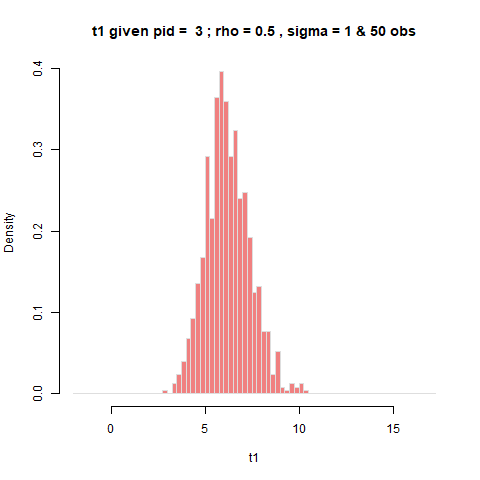 t1 given pid =  3 ; rho = 0.5 , sigma = 1 & 50 obs
Density
0.4
0.3
0.2
0.1
0.0
0 5 10 15
t1